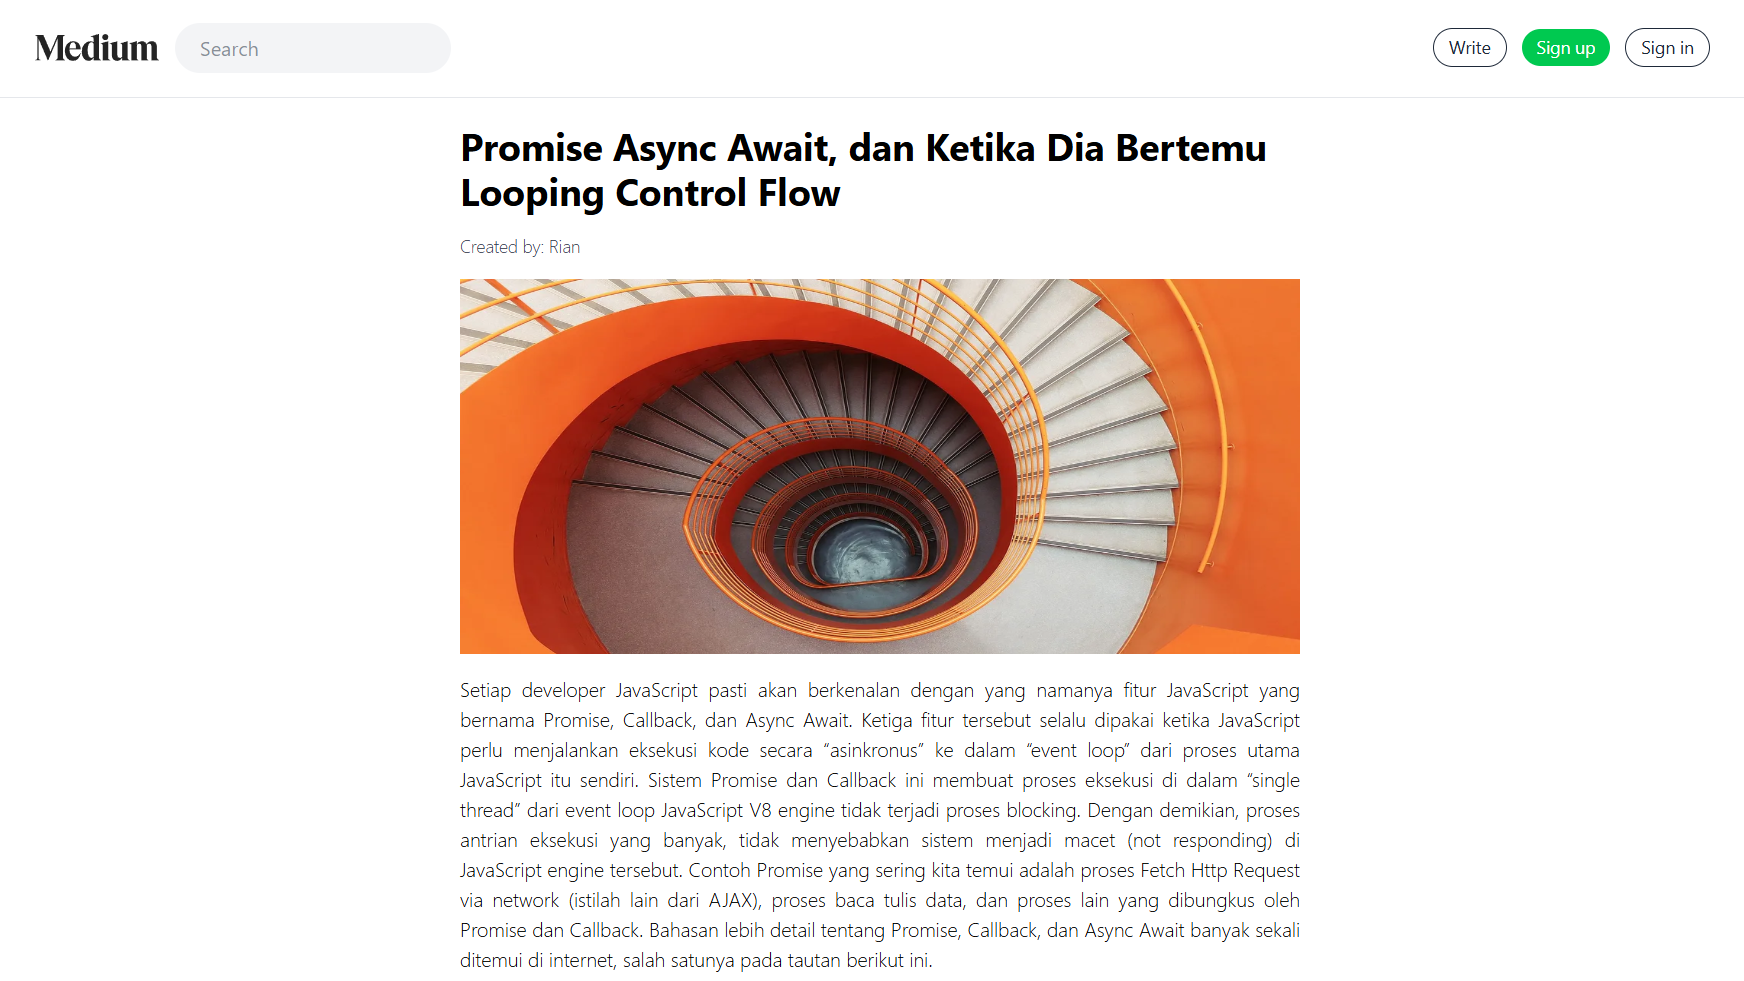 Medium
Search
Write
Sign up
Sign in
Promise Async Await, dan Ketika Dia Bertemu
Looping Control Flow
Created by: Rian
Setiap developer JavaScript pasti akan berkenalan dengan yang namanya fitur JavaScript yang
bernama Promise, Callback, dan Async Await. Ketiga fitur tersebut selalu dipakai ketika JavaScript
perlu menjalankan eksekusi kode secara “asinkronus” ke dalam “event loop” dari proses utama
JavaScript itu sendiri. Sistem Promise dan Callback ini membuat proses eksekusi di dalam “single
thread” dari event loop JavaScript V8 engine tidak terjadi proses blocking. Dengan demikian, proses
antrian eksekusi yang banyak, tidak menyebabkan sistem menjadi macet (not responding) di
JavaScript engine tersebut. Contoh Promise yang sering kita temui adalah proses Fetch Http Request
via network (istilah lain dari AJAX), proses baca tulis data, dan proses lain yang dibungkus oleh
Promise dan Callback. Bahasan lebih detail tentang Promise, Callback, dan Async Await banyak sekali
ditemui di internet, salah satunya pada tautan berikut ini.